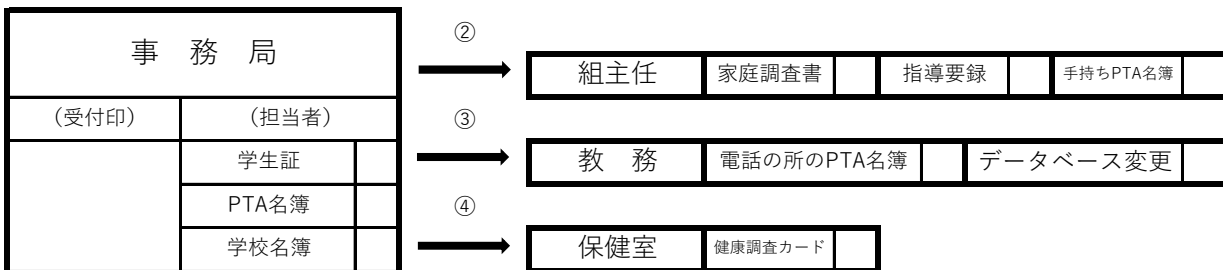 事 務 局
(受付印) (担当者)
学生証
PTA名簿
学校名簿
②
組主任 家庭調査書 指導要録 手持ちPTA名簿
③
教 務 電話の所のPTA名簿 データベース変更
④
保健室 健康調査カード